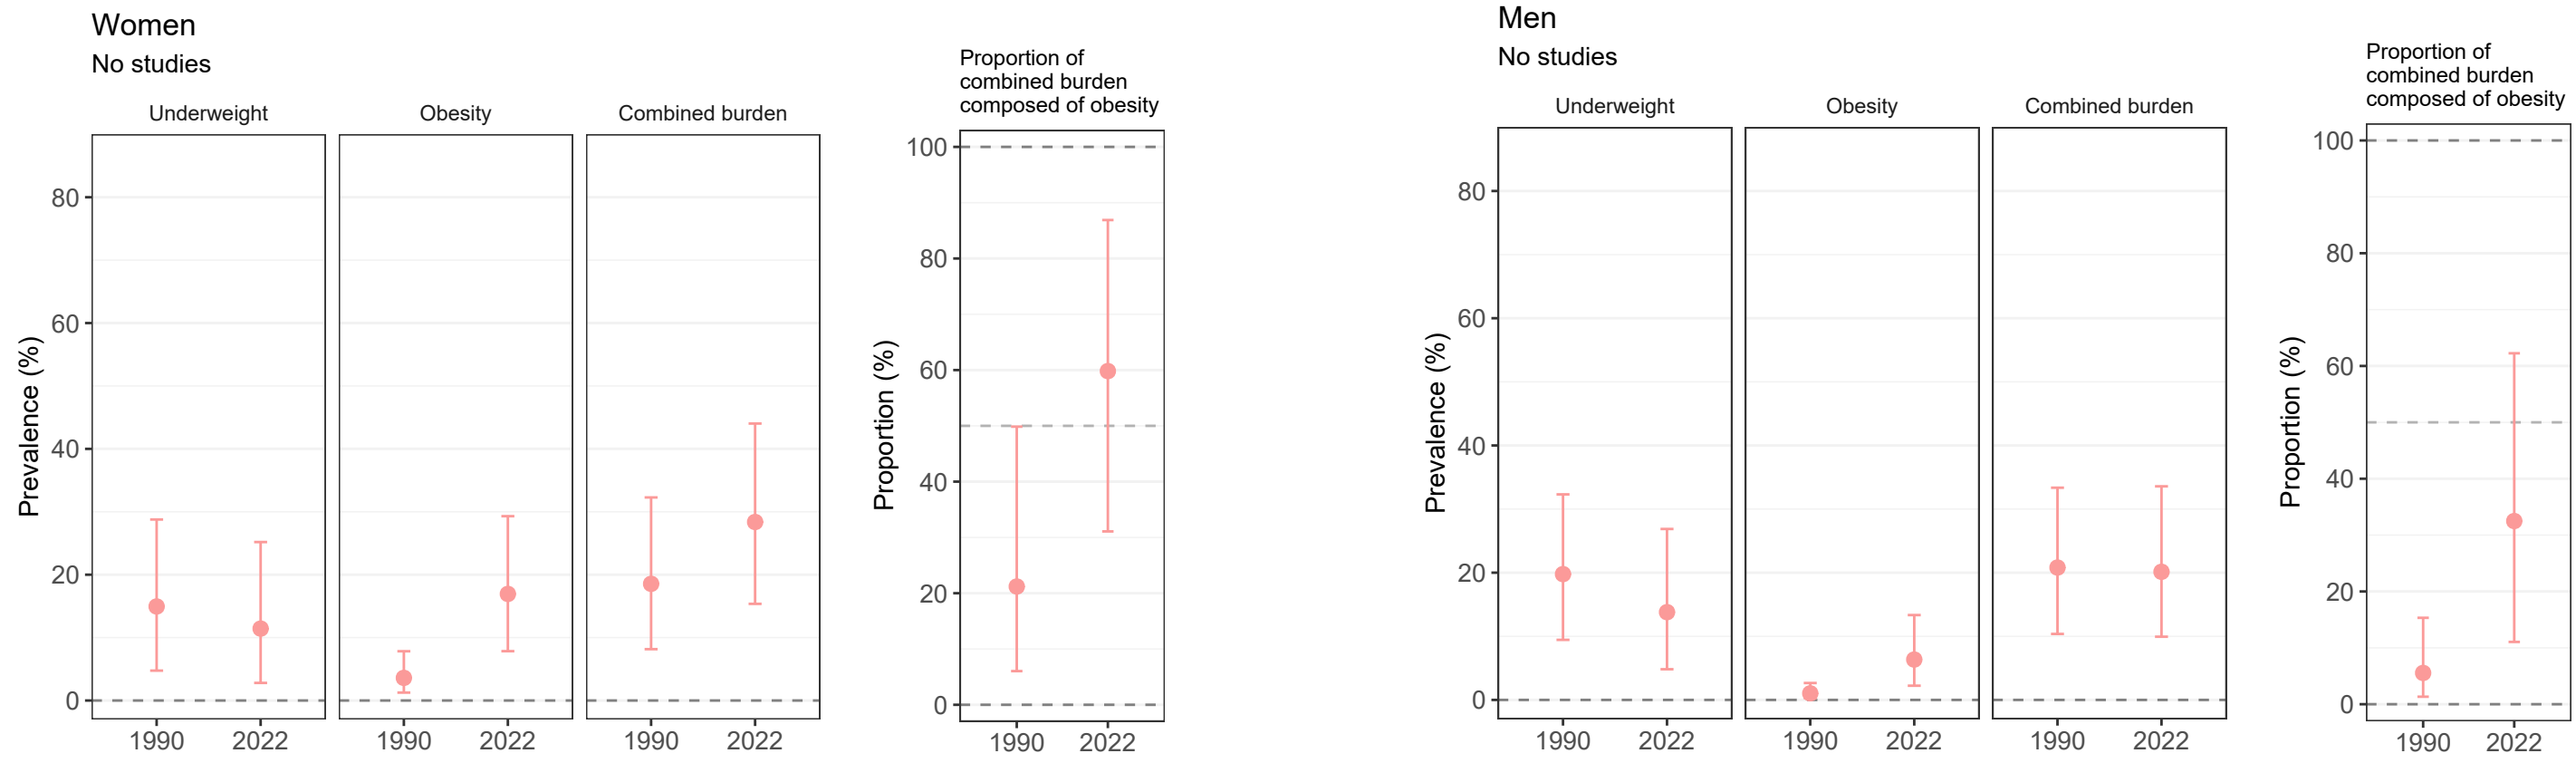 Women
No studies
Underweight
Obesity
Combined burden
Prevalence (%)
80
60
40
20
0
1990 2022
1990 2022
1990 2022
Proportion of
combined burden
composed of obesity
Proportion (%)
100
80
60
40
20
0
1990 2022
Men
No studies
Underweight
Obesity
Combined burden
Prevalence (%)
80
60
40
20
0
1990 2022
1990 2022
1990 2022
Proportion of
combined burden
composed of obesity
Proportion (%)
100
80
60
40
20
0
1990 2022